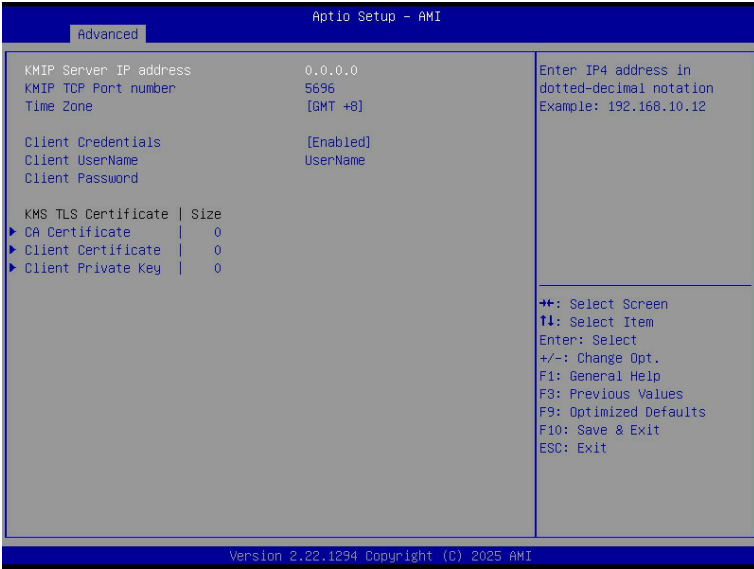 Aptio Setup – AMI
Advanced
KMIP Server IP address 0.0.0.0
KMIP TCP Port number 5696
Time Zone [GMT +8]
Client Credentials [Enabled]
Client UserName UserName
Client Password
KMS TLS Certificate | Size
▶ CA Certificate | 0
▶ Client Certificate | 0
▶ Client Private Key | 0
Enter IP4 address in
dotted-decimal notation
Example: 192.168.10.12
→←: Select Screen
↑↓: Select Item
Enter: Select
+/-: Change Opt.
F1: General Help
F3: Previous Values
F9: Optimized Defaults
F10: Save & Exit
ESC: Exit
Version 2.22.1294 Copyright (C) 2025 AMI